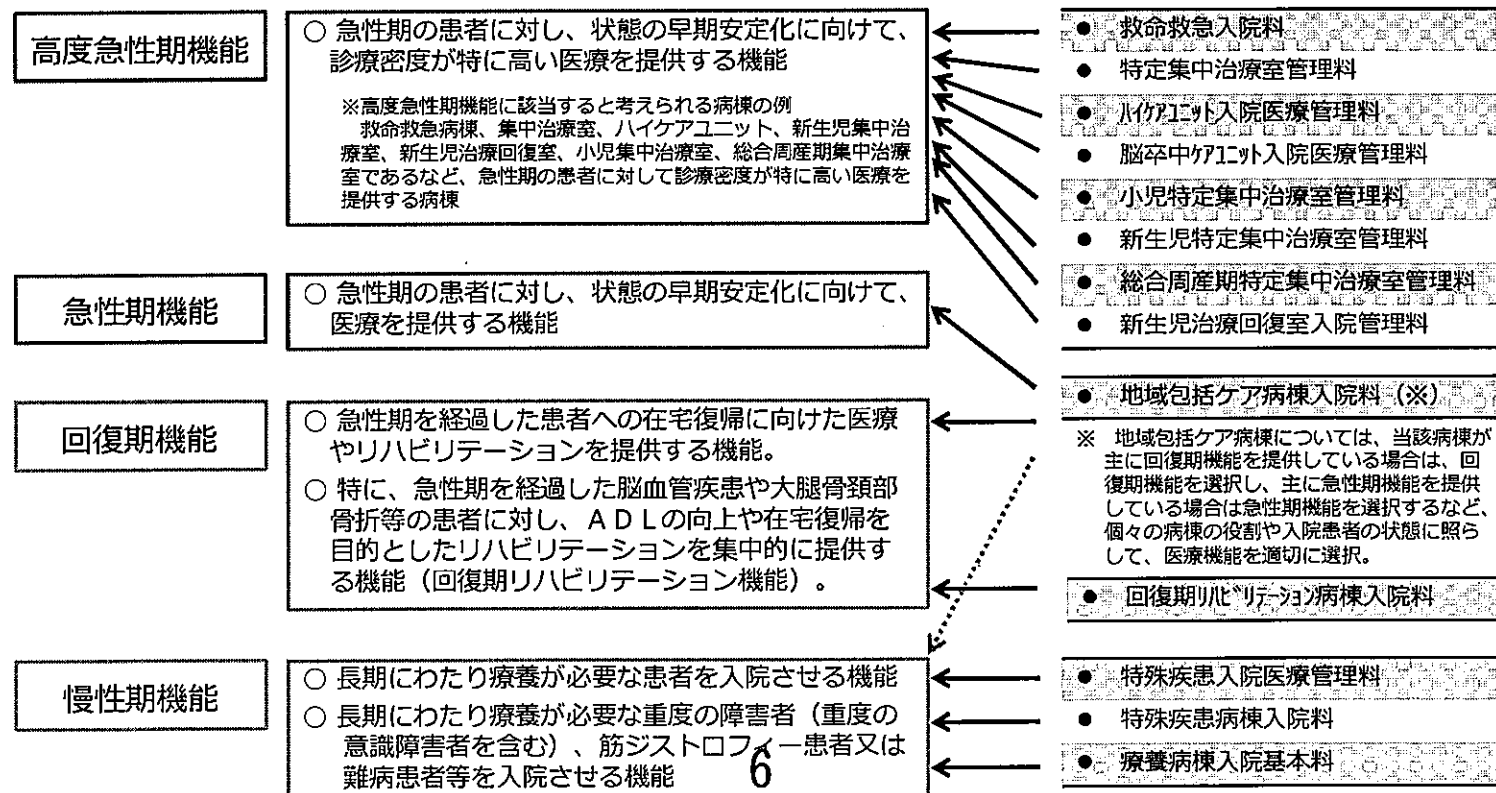 高度急性期機能
○ 急性期の患者に対し、状態の早期安定化に向けて、
診療密度が特に高い医療を提供する機能
※高度急性期機能に該当すると考えられる病棟の例
救命救急病棟、集中治療室、ハイケアユニット、新生児集中治
療室、新生児治療回復室、小児集中治療室、総合周産期集中治療
室であるなど、急性期の患者に対して診療密度が特に高い医療を
提供する病棟
● 救命救急入院料
● 特定集中治療室管理料
● ハイケアユニット入院医療管理料
● 脳卒中ケアユニット入院医療管理料
● 小児特定集中治療室管理料
● 新生児特定集中治療室管理料
● 総合周産期特定集中治療室管理料
● 新生児治療回復室入院管理料
急性期機能
○ 急性期の患者に対し、状態の早期安定化に向けて、
医療を提供する機能
回復期機能
○ 急性期を経過した患者への在宅復帰に向けた医療
やリハビリテーションを提供する機能。
○ 特に、急性期を経過した脳血管疾患や大腿骨頚部
骨折等の患者に対し、ADLの向上や在宅復帰を
目的としたリハビリテーションを集中的に提供す
る機能（回復期リハビリテーション機能）。
● 地域包括ケア病棟入院料（※）
※ 地域包括ケア病棟については、当該病棟が
主に回復期機能を提供している場合は、回
復期機能を選択し、主に急性期機能を提供
している場合は急性期機能を選択するなど、
個々の病棟の役割や入院患者の状態に照ら
して、医療機能を適切に選択。
● 回復期リハビリテーション病棟入院料
慢性期機能
○ 長期にわたり療養が必要な患者を入院させる機能
○ 長期にわたり療養が必要な重度の障害者（重度の
意識障害者を含む）、筋ジストロフィー患者又は
難病患者等を入院させる機能
● 特殊疾患入院医療管理料
● 特殊疾患病棟入院料
● 療養病棟入院基本料
6